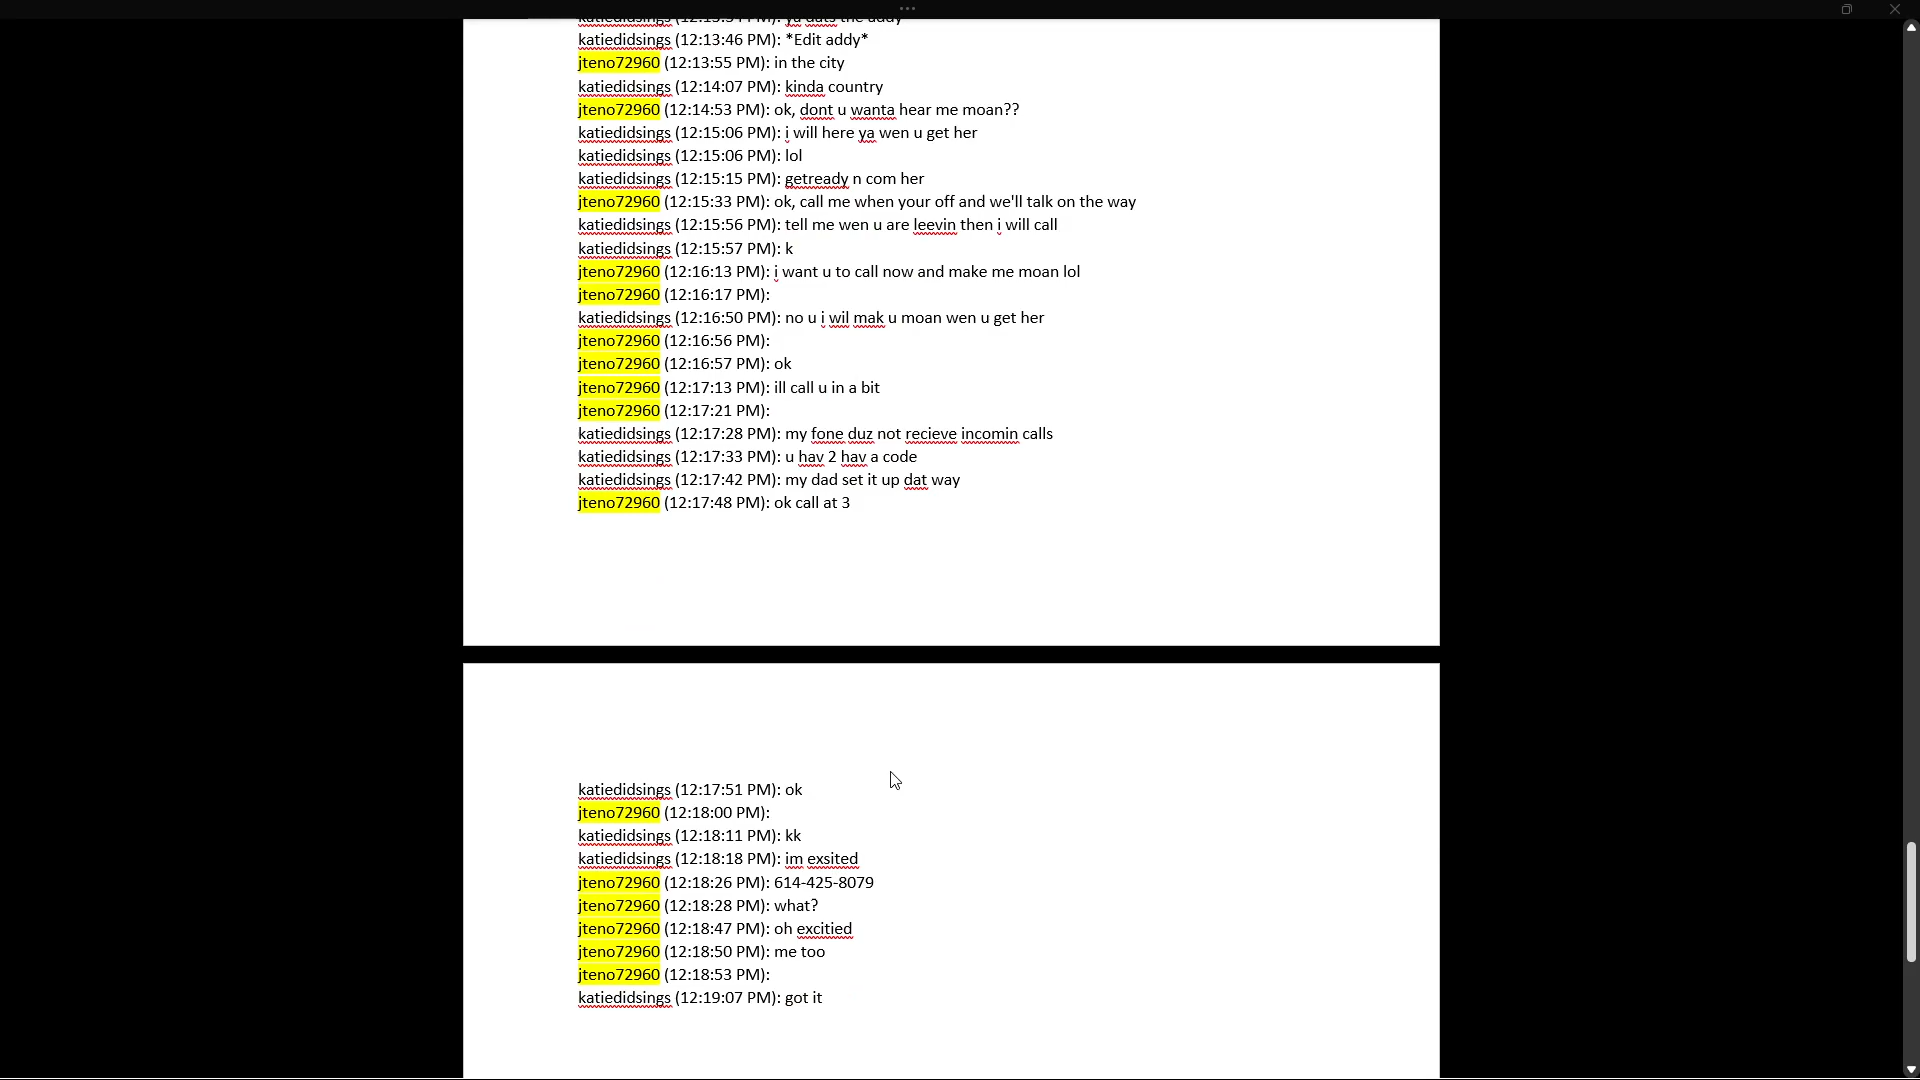 katiedidsings ya dats the addy
katiedidsings (12:13:46 PM): *Edit addy*
jteno72960 (12:13:55 PM): in the city
katiedidsings (12:14:07 PM): kinda country
jteno72960 (12:14:53 PM): ok, dont u wanta hear me moan??
katiedidsings (12:15:06 PM): i will here ya wen u get her
katiedidsings (12:15:06 PM): lol
katiedidsings (12:15:15 PM): getready n com her
jteno72960 (12:15:33 PM): ok, call me when your off and we'll talk on the way
katiedidsings (12:15:56 PM): tell me wen u are leevin then i will call
katiedidsings (12:15:57 PM): k
jteno72960 (12:16:13 PM): i want u to call now and make me moan lol
jteno72960 (12:16:17 PM):
katiedidsings (12:16:50 PM): no u i wil mak u moan wen u get her
jteno72960 (12:16:56 PM):
jteno72960 (12:16:57 PM): ok
jteno72960 (12:17:13 PM): ill call u in a bit
jteno72960 (12:17:21 PM):
katiedidsings (12:17:28 PM): my fone duz not recieve incomin calls
katiedidsings (12:17:33 PM): u hav 2 hav a code
katiedidsings (12:17:42 PM): my dad set it up dat way
jteno72960 (12:17:48 PM): ok call at 3
katiedidsings (12:17:51 PM): ok
jteno72960 (12:18:00 PM):
katiedidsings (12:18:11 PM): kk
katiedidsings (12:18:18 PM): im exsited
jteno72960 (12:18:26 PM): 614-425-8079
jteno72960 (12:18:28 PM): what?
jteno72960 (12:18:47 PM): oh excitied
jteno72960 (12:18:50 PM): me too
jteno72960 (12:18:53 PM):
katiedidsings (12:19:07 PM): got it